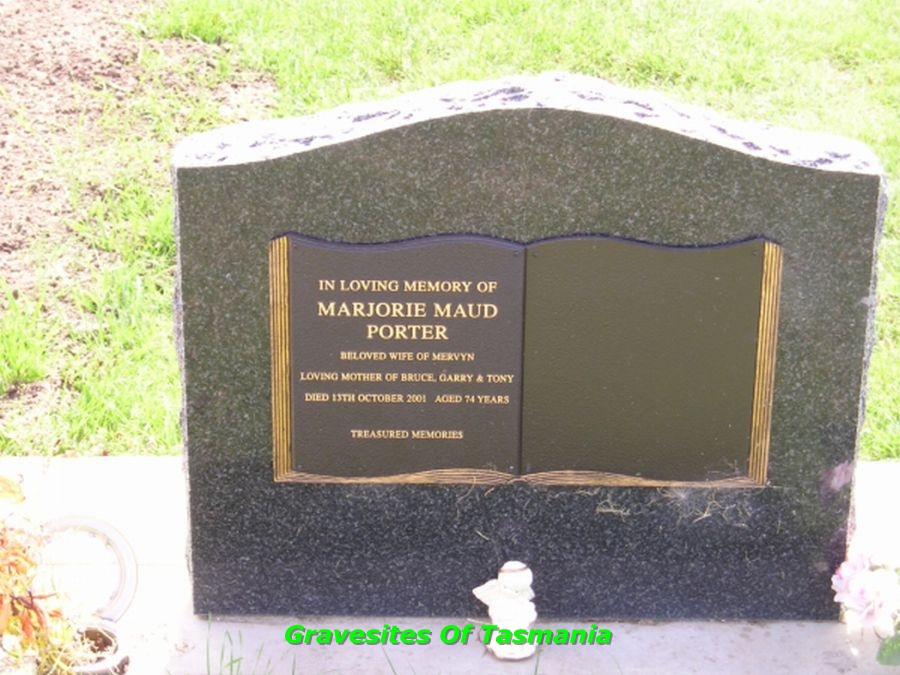 IN LOVING MEMORY OF
MARJORIE MAUD
PORTER
BELOVED WIFE OF MERVYN
LOVING MOTHER OF BRUCE, GARRY & TONY
DIED 13TH OCTOBER 2001 AGED 74 YEARS
TREASURED MEMORIES
Gravesites Of Tasmania